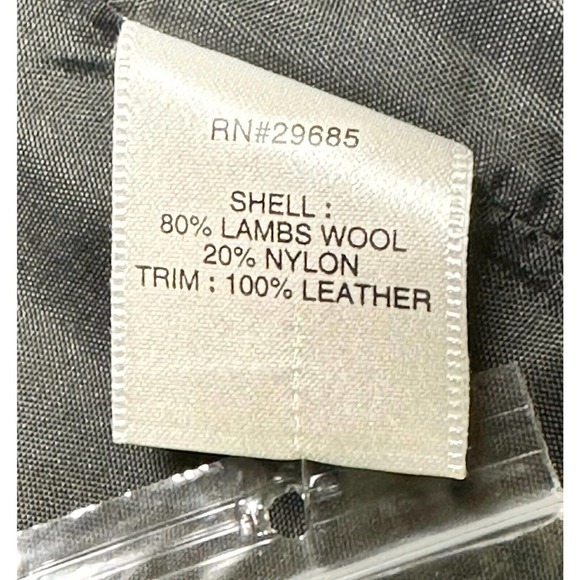 RN#29685
SHELL :
80% LAMBS WOOL
20% NYLON
TRIM : 100% LEATHER